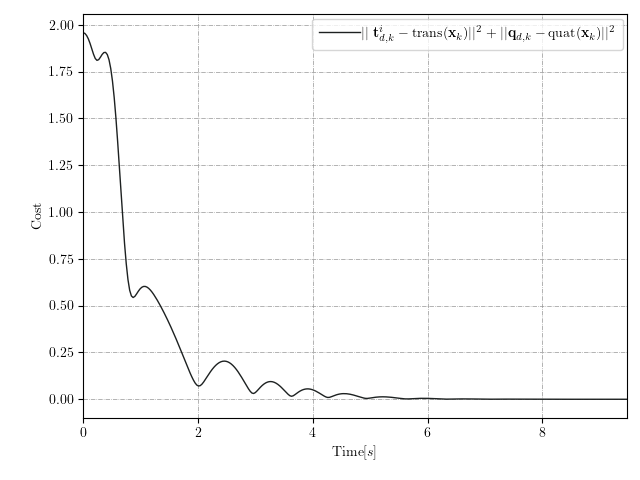 || t^i_{d,k} − trans(x_k)||^2 + ||q_{d,k} − quat(x_k)||^2
2.00
1.75
1.50
1.25
1.00
0.75
0.50
0.25
0.00
Cost
0 2 4 6 8
Time[s]